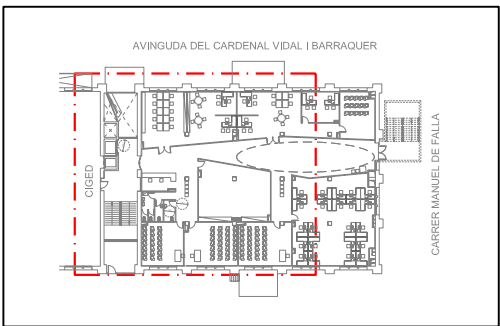 AVINGUDA DEL CARDENAL VIDAL I BARRAQUER
CIGED
CARRER MANUEL DE FALLA